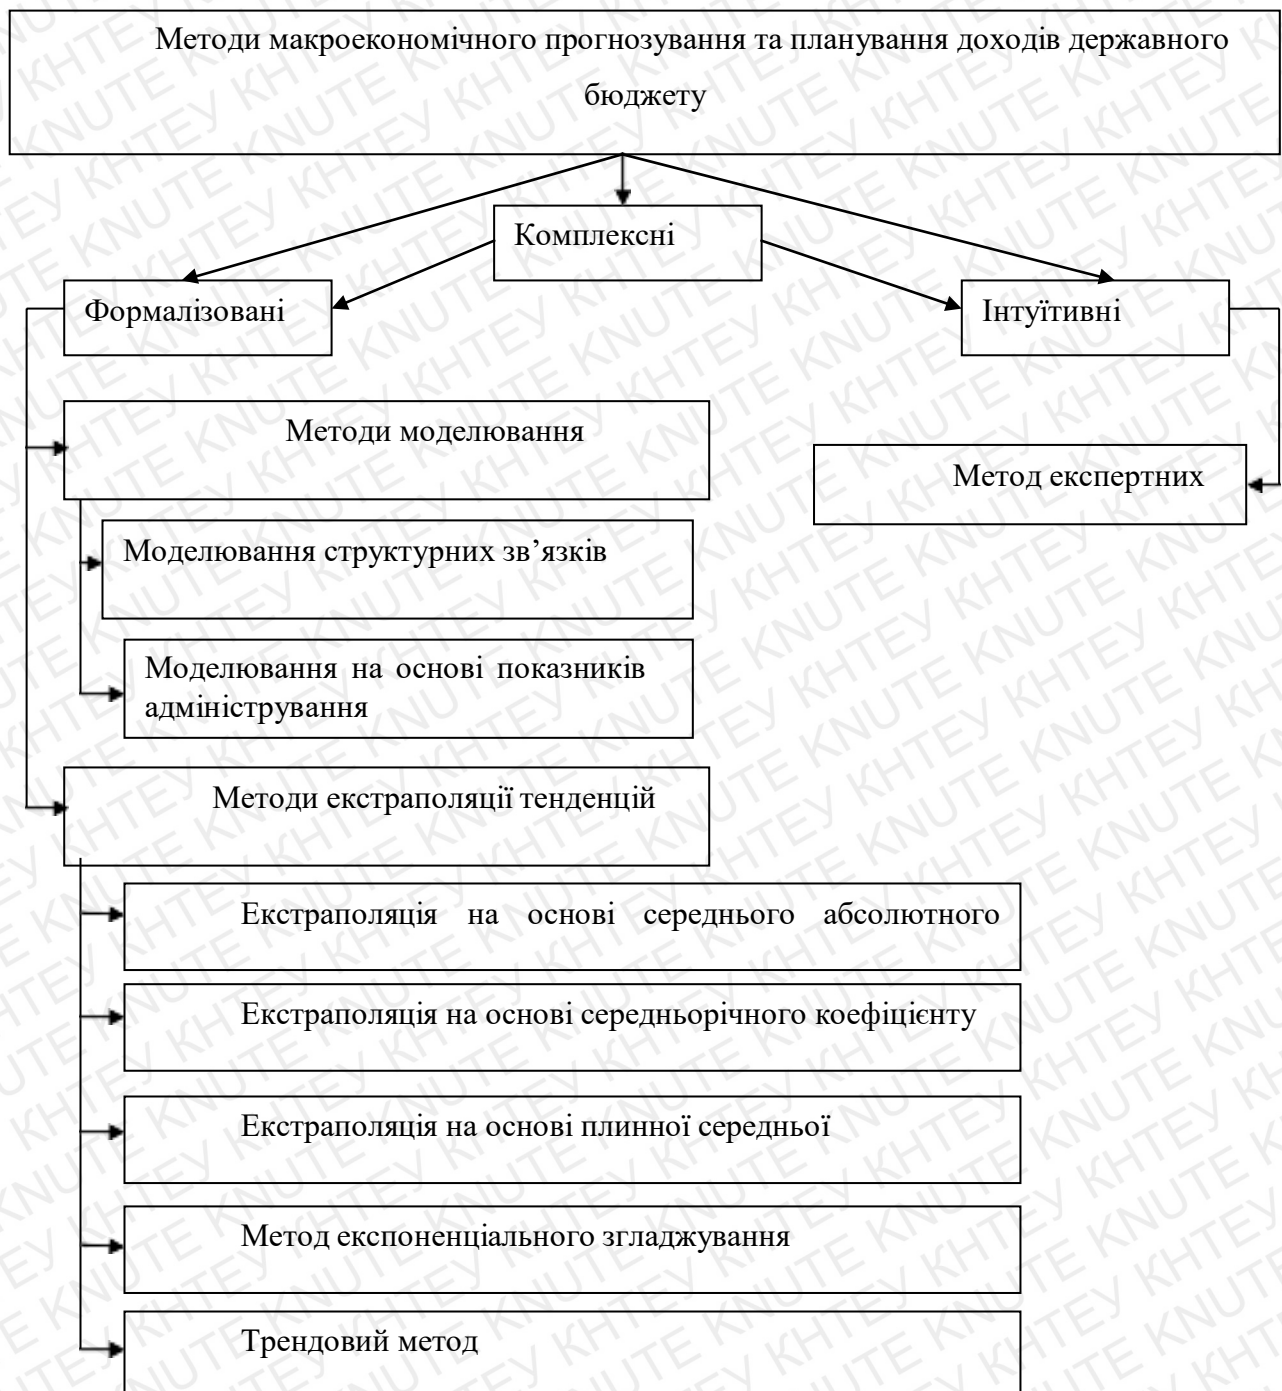 Методи макроекономічного прогнозування та планування доходів державного
бюджету
Комплексні
Формалізовані
Інтуїтивні
Методи моделювання
Метод експертних
Моделювання структурних зв’язків
Моделювання на основі показників
адміністрування
Методи екстраполяції тенденцій
Екстраполяція на основі середнього абсолютного
Екстраполяція на основі середньорічного коефіцієнту
Екстраполяція на основі плинної середньої
Метод експоненціального згладжування
Трендовий метод